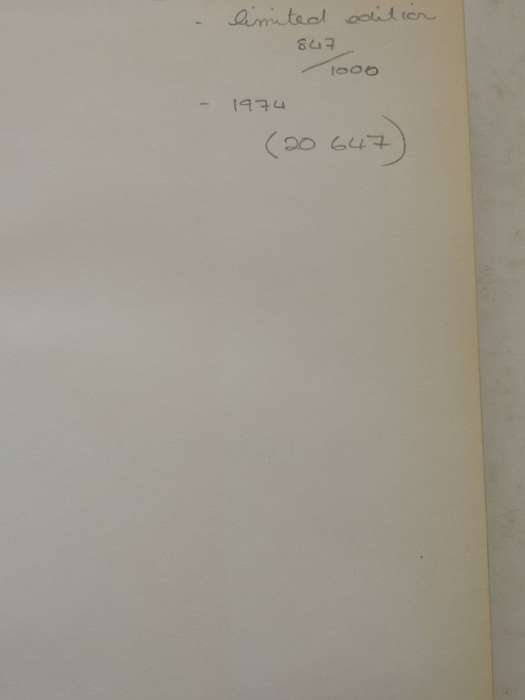 - limited edition
847
/1000
- 1974
(20 647)